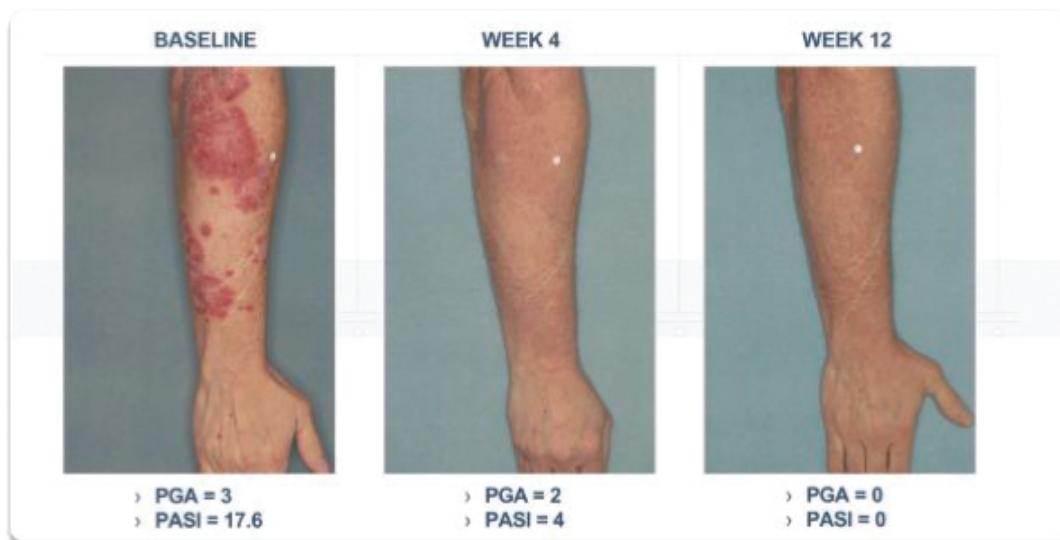 BASELINE
WEEK 4
WEEK 12
› PGA = 3
› PASI = 17.6
› PGA = 2
› PASI = 4
› PGA = 0
› PASI = 0